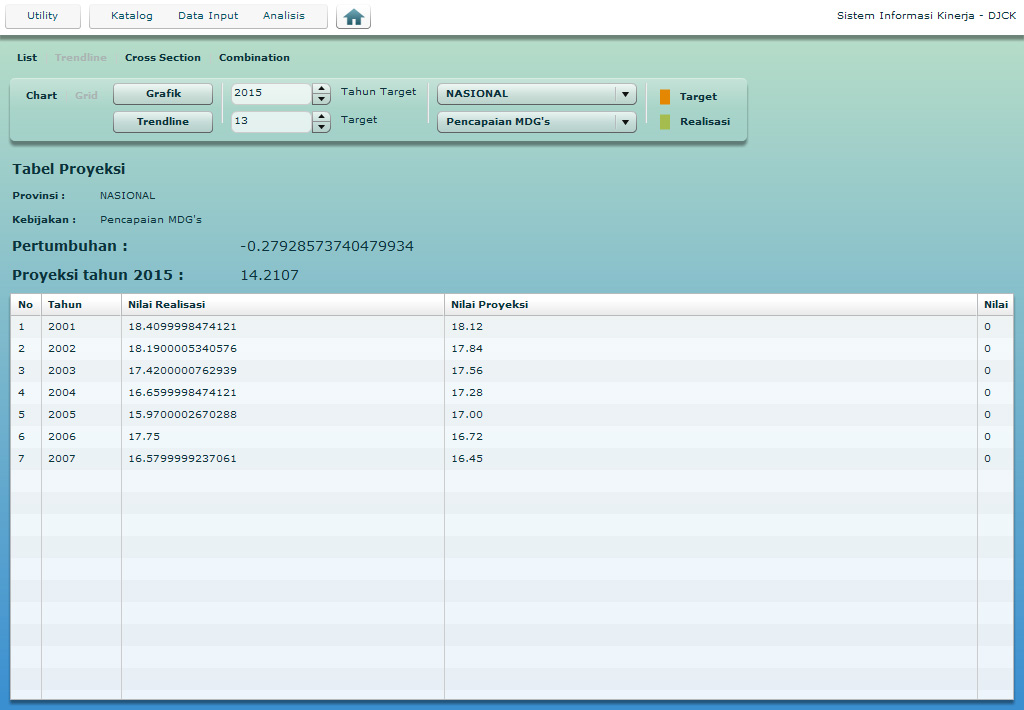 Utility Katalog Data Input Analisis Sistem Informasi Kinerja - DJCK
List Trendline Cross Section Combination
Chart Grid Grafik 2015 Tahun Target NASIONAL Target
Trendline 13 Target Pencapaian MDG's Realisasi
Tabel Proyeksi
Provinsi : NASIONAL
Kebijakan : Pencapaian MDG's
Pertumbuhan : -0.27928573740479934
Proyeksi tahun 2015 : 14.2107
No Tahun Nilai Realisasi Nilai Proyeksi Nilai
1 2001 18.4099998474121 18.12 0
2 2002 18.1900005340576 17.84 0
3 2003 17.4200000762939 17.56 0
4 2004 16.6599998474121 17.28 0
5 2005 15.9700002670288 17.00 0
6 2006 17.75 16.72 0
7 2007 16.5799999237061 16.45 0